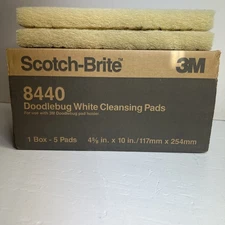 Scotch-Brite™ 3M
8440
Doodlebug White Cleansing Pads
For use with 3M Doodlebug pad holder
1 Box - 5 Pads 4⅝ in. x 10 in./117mm x 254mm